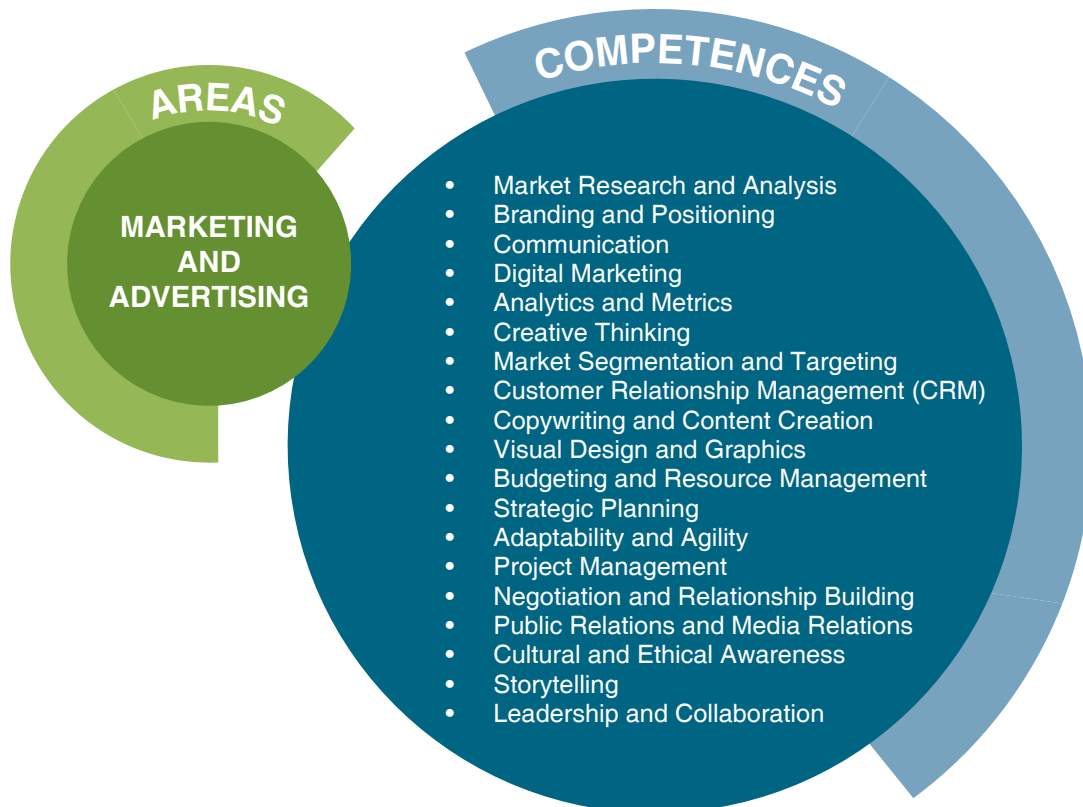 AREAS
MARKETING
AND
ADVERTISING
COMPETENCES
• Market Research and Analysis
• Branding and Positioning
• Communication
• Digital Marketing
• Analytics and Metrics
• Creative Thinking
• Market Segmentation and Targeting
• Customer Relationship Management (CRM)
• Copywriting and Content Creation
• Visual Design and Graphics
• Budgeting and Resource Management
• Strategic Planning
• Adaptability and Agility
• Project Management
• Negotiation and Relationship Building
• Public Relations and Media Relations
• Cultural and Ethical Awareness
• Storytelling
• Leadership and Collaboration